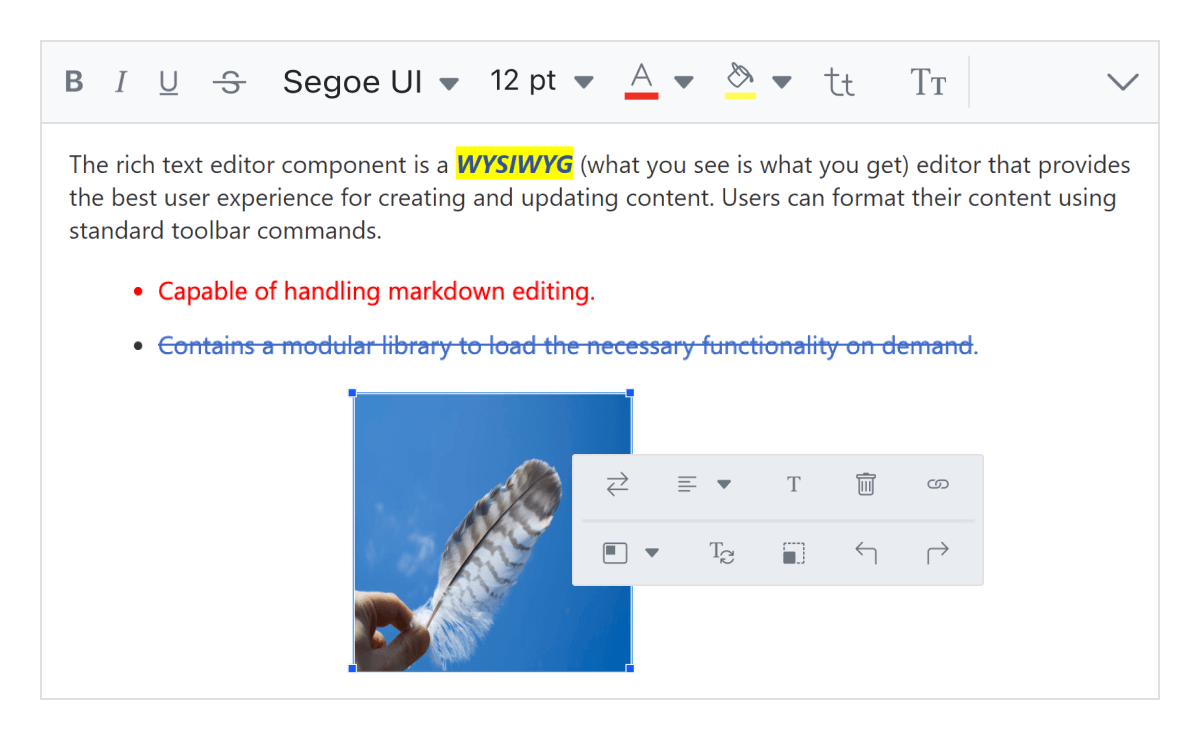 B I U S Segoe UI 12 pt A tt TT
The rich text editor component is a WYSIWYG (what you see is what you get) editor that provides
the best user experience for creating and updating content. Users can format their content using
standard toolbar commands.
• Capable of handling markdown editing.
• Contains a modular library to load the necessary functionality on demand.
T
T